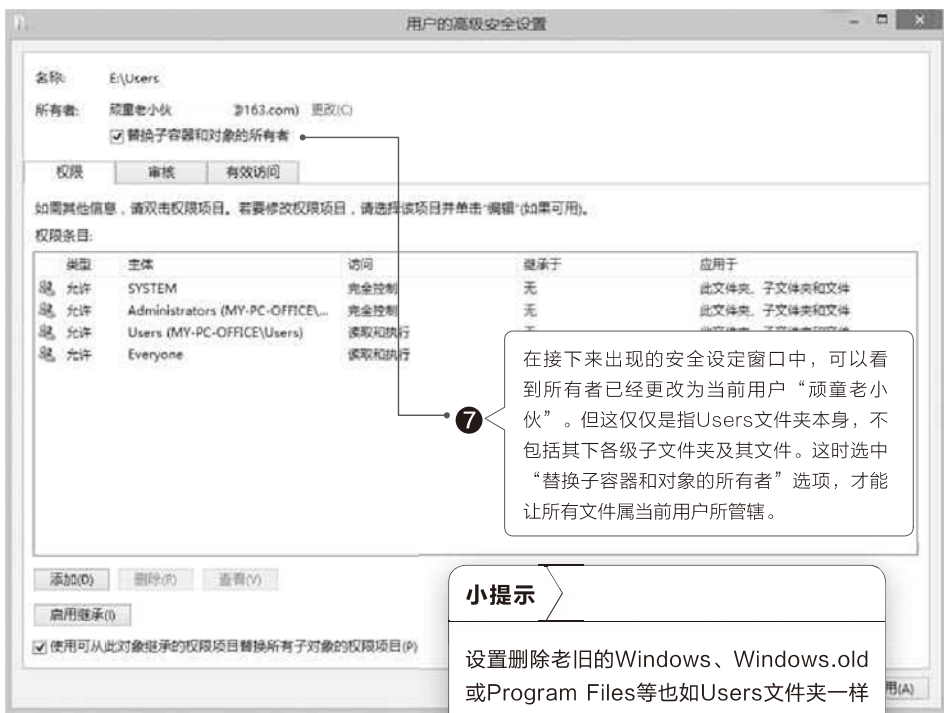 用户的高级安全设置
名称: E:\Users
所有者: 顽童老小伙 @163.com) 更改(C)
替换子容器和对象的所有者
权限 审核 有效访问
如需其他信息，请双击权限项目。若要修改权限项目，请选择该项目并单击“编辑”(如果可用)。
权限条目:
类型 主体 访问 继承于 应用于
允许 SYSTEM 完全控制 无 此文件夹、子文件夹和文件
允许 Administrators (MY-PC-OFFICE\... 完全控制 无 此文件夹、子文件夹和文件
允许 Users (MY-PC-OFFICE\Users) 读取和执行
允许 Everyone 读取和执行
7
在接下来出现的安全设定窗口中，可以看
到所有者已经更改为当前用户“顽童老小
伙”。但这仅仅是指Users文件夹本身，不
包括其下各级子文件夹及其文件。这时选中
“替换子容器和对象的所有者”选项，才能
让所有文件属当前用户所管辖。
添加(D) 删除(R) 查看(V)
启用继承(I)
使用可从此对象继承的权限项目替换所有子对象的权限项目(P)
小提示
设置删除老旧的Windows、Windows.old
或Program Files等也如Users文件夹一样
用(A)